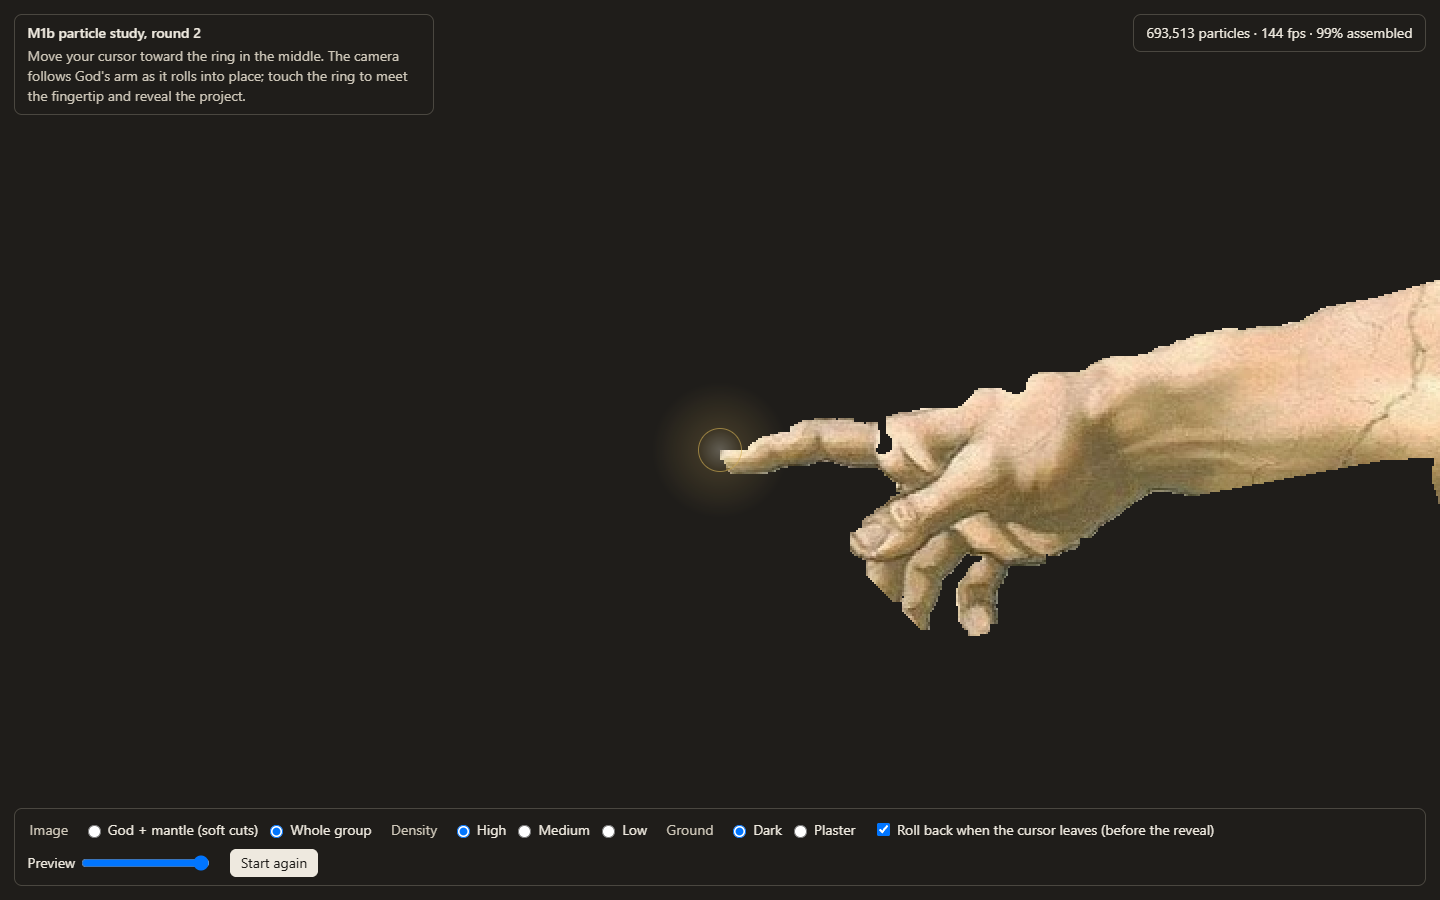 M1b particle study, round 2
Move your cursor toward the ring in the middle. The camera
follows God's arm as it rolls into place; touch the ring to meet
the fingertip and reveal the project.
693,513 particles · 144 fps · 99% assembled
Image God + mantle (soft cuts) Whole group Density High Medium Low Ground Dark Plaster Roll back when the cursor leaves (before the reveal)
Preview Start again